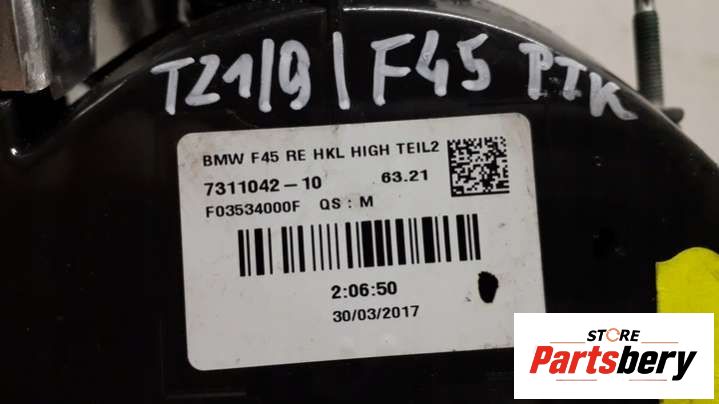 T21/9 / F45 PTK
BMW F45 RE HKL HIGH TEIL2
7311042-10 63.21
F03534000F QS : M
2:06:50
30/03/2017
STORE
Partsbery